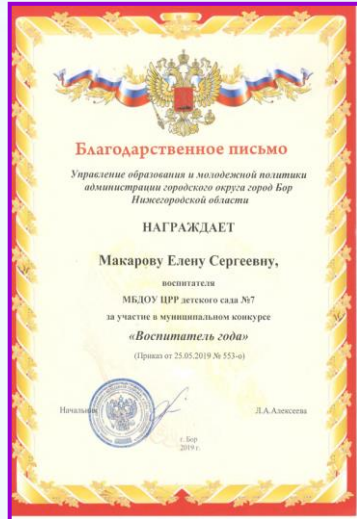 Благодарственное письмо
Управление образования и молодежной политики
администрации городского округа город Бор
Нижегородской области
НАГРАЖДАЕТ
Макарову Елену Сергеевну,
воспитателя
МБДОУ ЦРР детского сада №7
за участие в муниципальном конкурсе
«Воспитатель года»
(Приказ от 25.05.2019 № 553-о)
Начальник Л.А.Алексеева
г. Бор
2019 г.